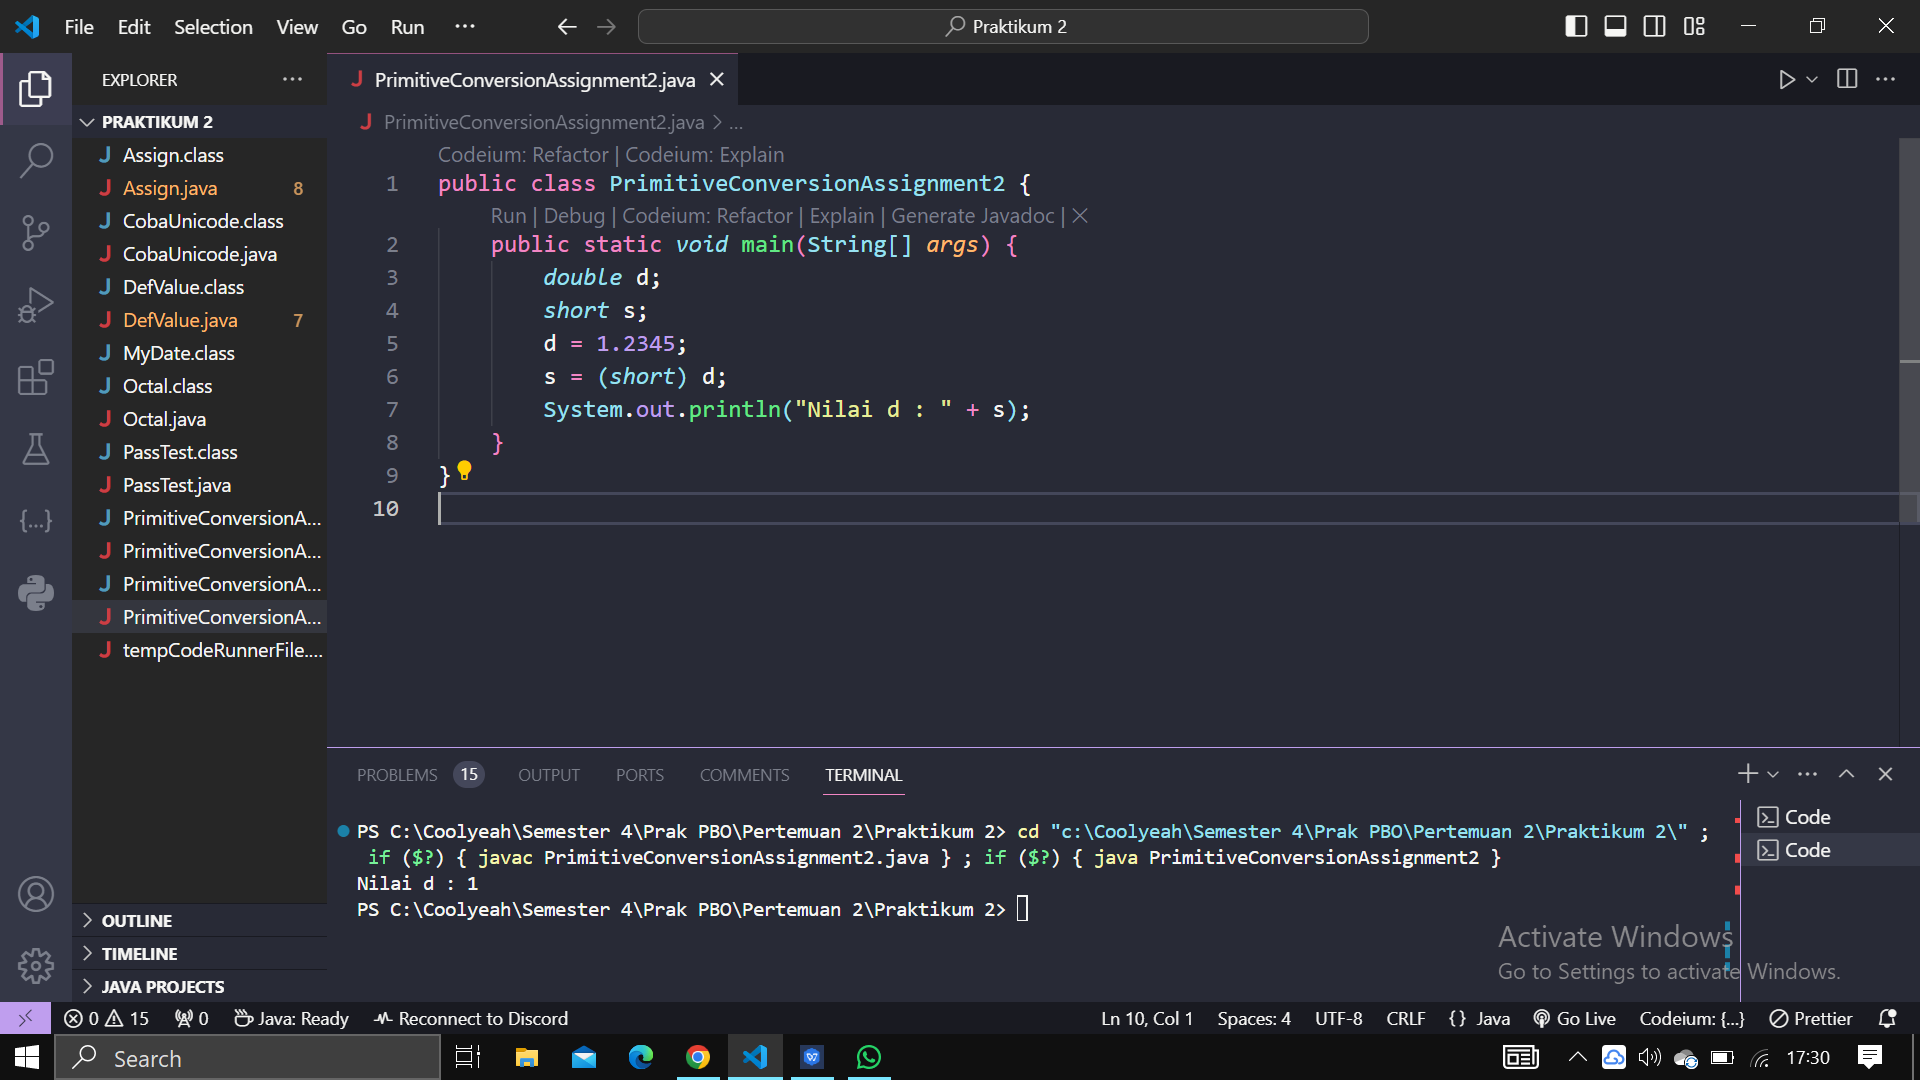 File Edit Selection View Go Run ···
Praktikum 2
EXPLORER ···
PRAKTIKUM 2
Assign.class
Assign.java 8
CobaUnicode.class
CobaUnicode.java
DefValue.class
DefValue.java 7
MyDate.class
Octal.class
Octal.java
PassTest.class
PassTest.java
PrimitiveConversionA...
PrimitiveConversionA...
PrimitiveConversionA...
PrimitiveConversionA...
tempCodeRunnerFile....
OUTLINE
TIMELINE
JAVA PROJECTS
PrimitiveConversionAssignment2.java
PrimitiveConversionAssignment2.java > ...
Codeium: Refactor | Codeium: Explain
1 public class PrimitiveConversionAssignment2 {
Run | Debug | Codeium: Refactor | Explain | Generate Javadoc | ×
2 public static void main(String[] args) {
3 double d;
4 short s;
5 d = 1.2345;
6 s = (short) d;
7 System.out.println("Nilai d : " + s);
8 }
9 }
10
PROBLEMS 15 OUTPUT PORTS COMMENTS TERMINAL
PS C:\Coolyeah\Semester 4\Prak PBO\Pertemuan 2\Praktikum 2> cd "c:\Coolyeah\Semester 4\Prak PBO\Pertemuan 2\Praktikum 2\" ;
if ($?) { javac PrimitiveConversionAssignment2.java } ; if ($?) { java PrimitiveConversionAssignment2 }
Nilai d : 1
PS C:\Coolyeah\Semester 4\Prak PBO\Pertemuan 2\Praktikum 2>
Code
Code
Activate Windows
Go to Settings to activate Windows.
0 15 0 Java: Ready Reconnect to Discord Ln 10, Col 1 Spaces: 4 UTF-8 CRLF {} Java Go Live Codeium: {...} Prettier
Search 17:30